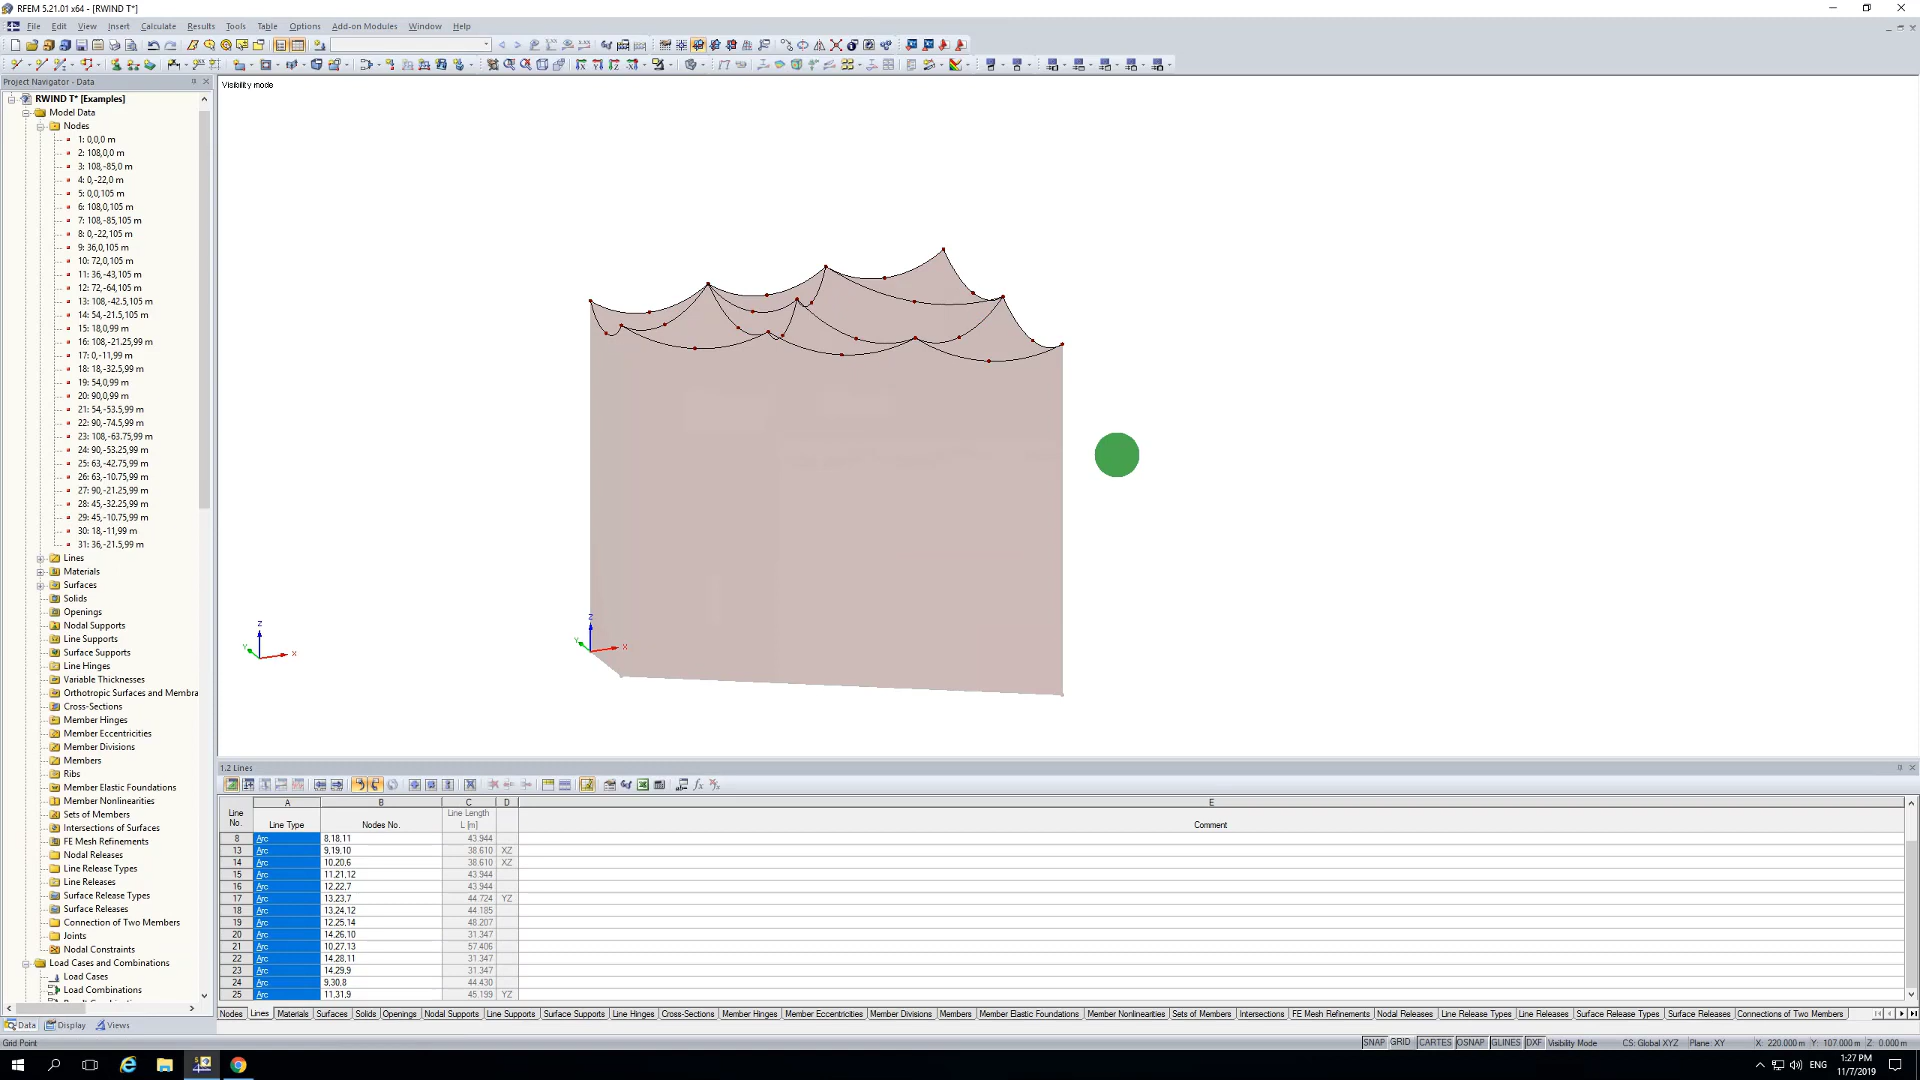 RFEM 5.21.01 x64 - [RWIND T*]
File Edit View Insert Calculate Results Tools Table Options Add-on Modules Window Help
Project Navigator - Data
Visibility mode
RWIND T* [Examples]
Model Data
Nodes
1: 0,0,0 m
2: 108,0,0 m
3: 108,-85,0 m
4: 0,-22,0 m
5: 0,0,105 m
6: 108,0,105 m
7: 108,-85,105 m
8: 0,-22,105 m
9: 36,0,105 m
10: 72,0,105 m
11: 36,-43,105 m
12: 72,-64,105 m
13: 108,-42.5,105 m
14: 54,-21.5,105 m
15: 18,0,99 m
16: 108,-21.25,99 m
17: 0,-11,99 m
18: 18,-32.5,99 m
19: 54,0,99 m
20: 90,0,99 m
21: 54,-53.5,99 m
22: 90,-74.5,99 m
23: 108,-63.75,99 m
24: 90,-53.25,99 m
25: 63,-42.75,99 m
26: 63,-10.75,99 m
27: 90,-21.25,99 m
28: 45,-32.25,99 m
29: 45,-10.75,99 m
30: 18,-11,99 m
31: 36,-21.5,99 m
Lines
Materials
Surfaces
Solids
Openings
Nodal Supports
Line Supports
Surface Supports
Line Hinges
Variable Thicknesses
Orthotropic Surfaces and Membra
Cross-Sections
Member Hinges
Member Eccentricities
Member Divisions
Members
Ribs
Member Elastic Foundations
Member Nonlinearities
Sets of Members
Intersections of Surfaces
FE Mesh Refinements
Nodal Releases
Line Release Types
Line Releases
Surface Release Types
Surface Releases
Connection of Two Members
Joints
Nodal Constraints
Load Cases and Combinations
Load Cases
Load Combinations
Data Display Views
Z
Y
X
Z
Y
X
1.2 Lines
A B C D E
Line No. Line Type Nodes No. Line Length L [m] Comment
8 Arc 8,18,11 43.944
13 Arc 9,19,10 38.610 XZ
14 Arc 10,20,6 38.610 XZ
15 Arc 11,21,12 43.944
16 Arc 12,22,7 43.944
17 Arc 13,23,7 44.724 YZ
18 Arc 13,24,12 44.185
19 Arc 12,25,14 48.207
20 Arc 14,26,10 31.347
21 Arc 10,27,13 57.406
22 Arc 14,28,11 31.347
23 Arc 14,29,9 31.347
24 Arc 9,30,8 44.430
25 Arc 11,31,9 45.199 YZ
Nodes Lines Materials Surfaces Solids Openings Nodal Supports Line Supports Surface Supports Line Hinges Cross-Sections Member Hinges Member Eccentricities Member Divisions Members Member Elastic Foundations Member Nonlinearities Sets of Members Intersections FE Mesh Refinements Nodal Releases Line Release Types Line Releases Surface Release Types Surface Releases Connections of Two Members
Grid Point
SNAP GRID CARTES OSNAP GLINES DXF Visibility Mode CS: Global XYZ Plane: XY X: 220.000 m Y: 107.000 m Z: 0.000 m
ENG
1:27 PM
11/7/2019